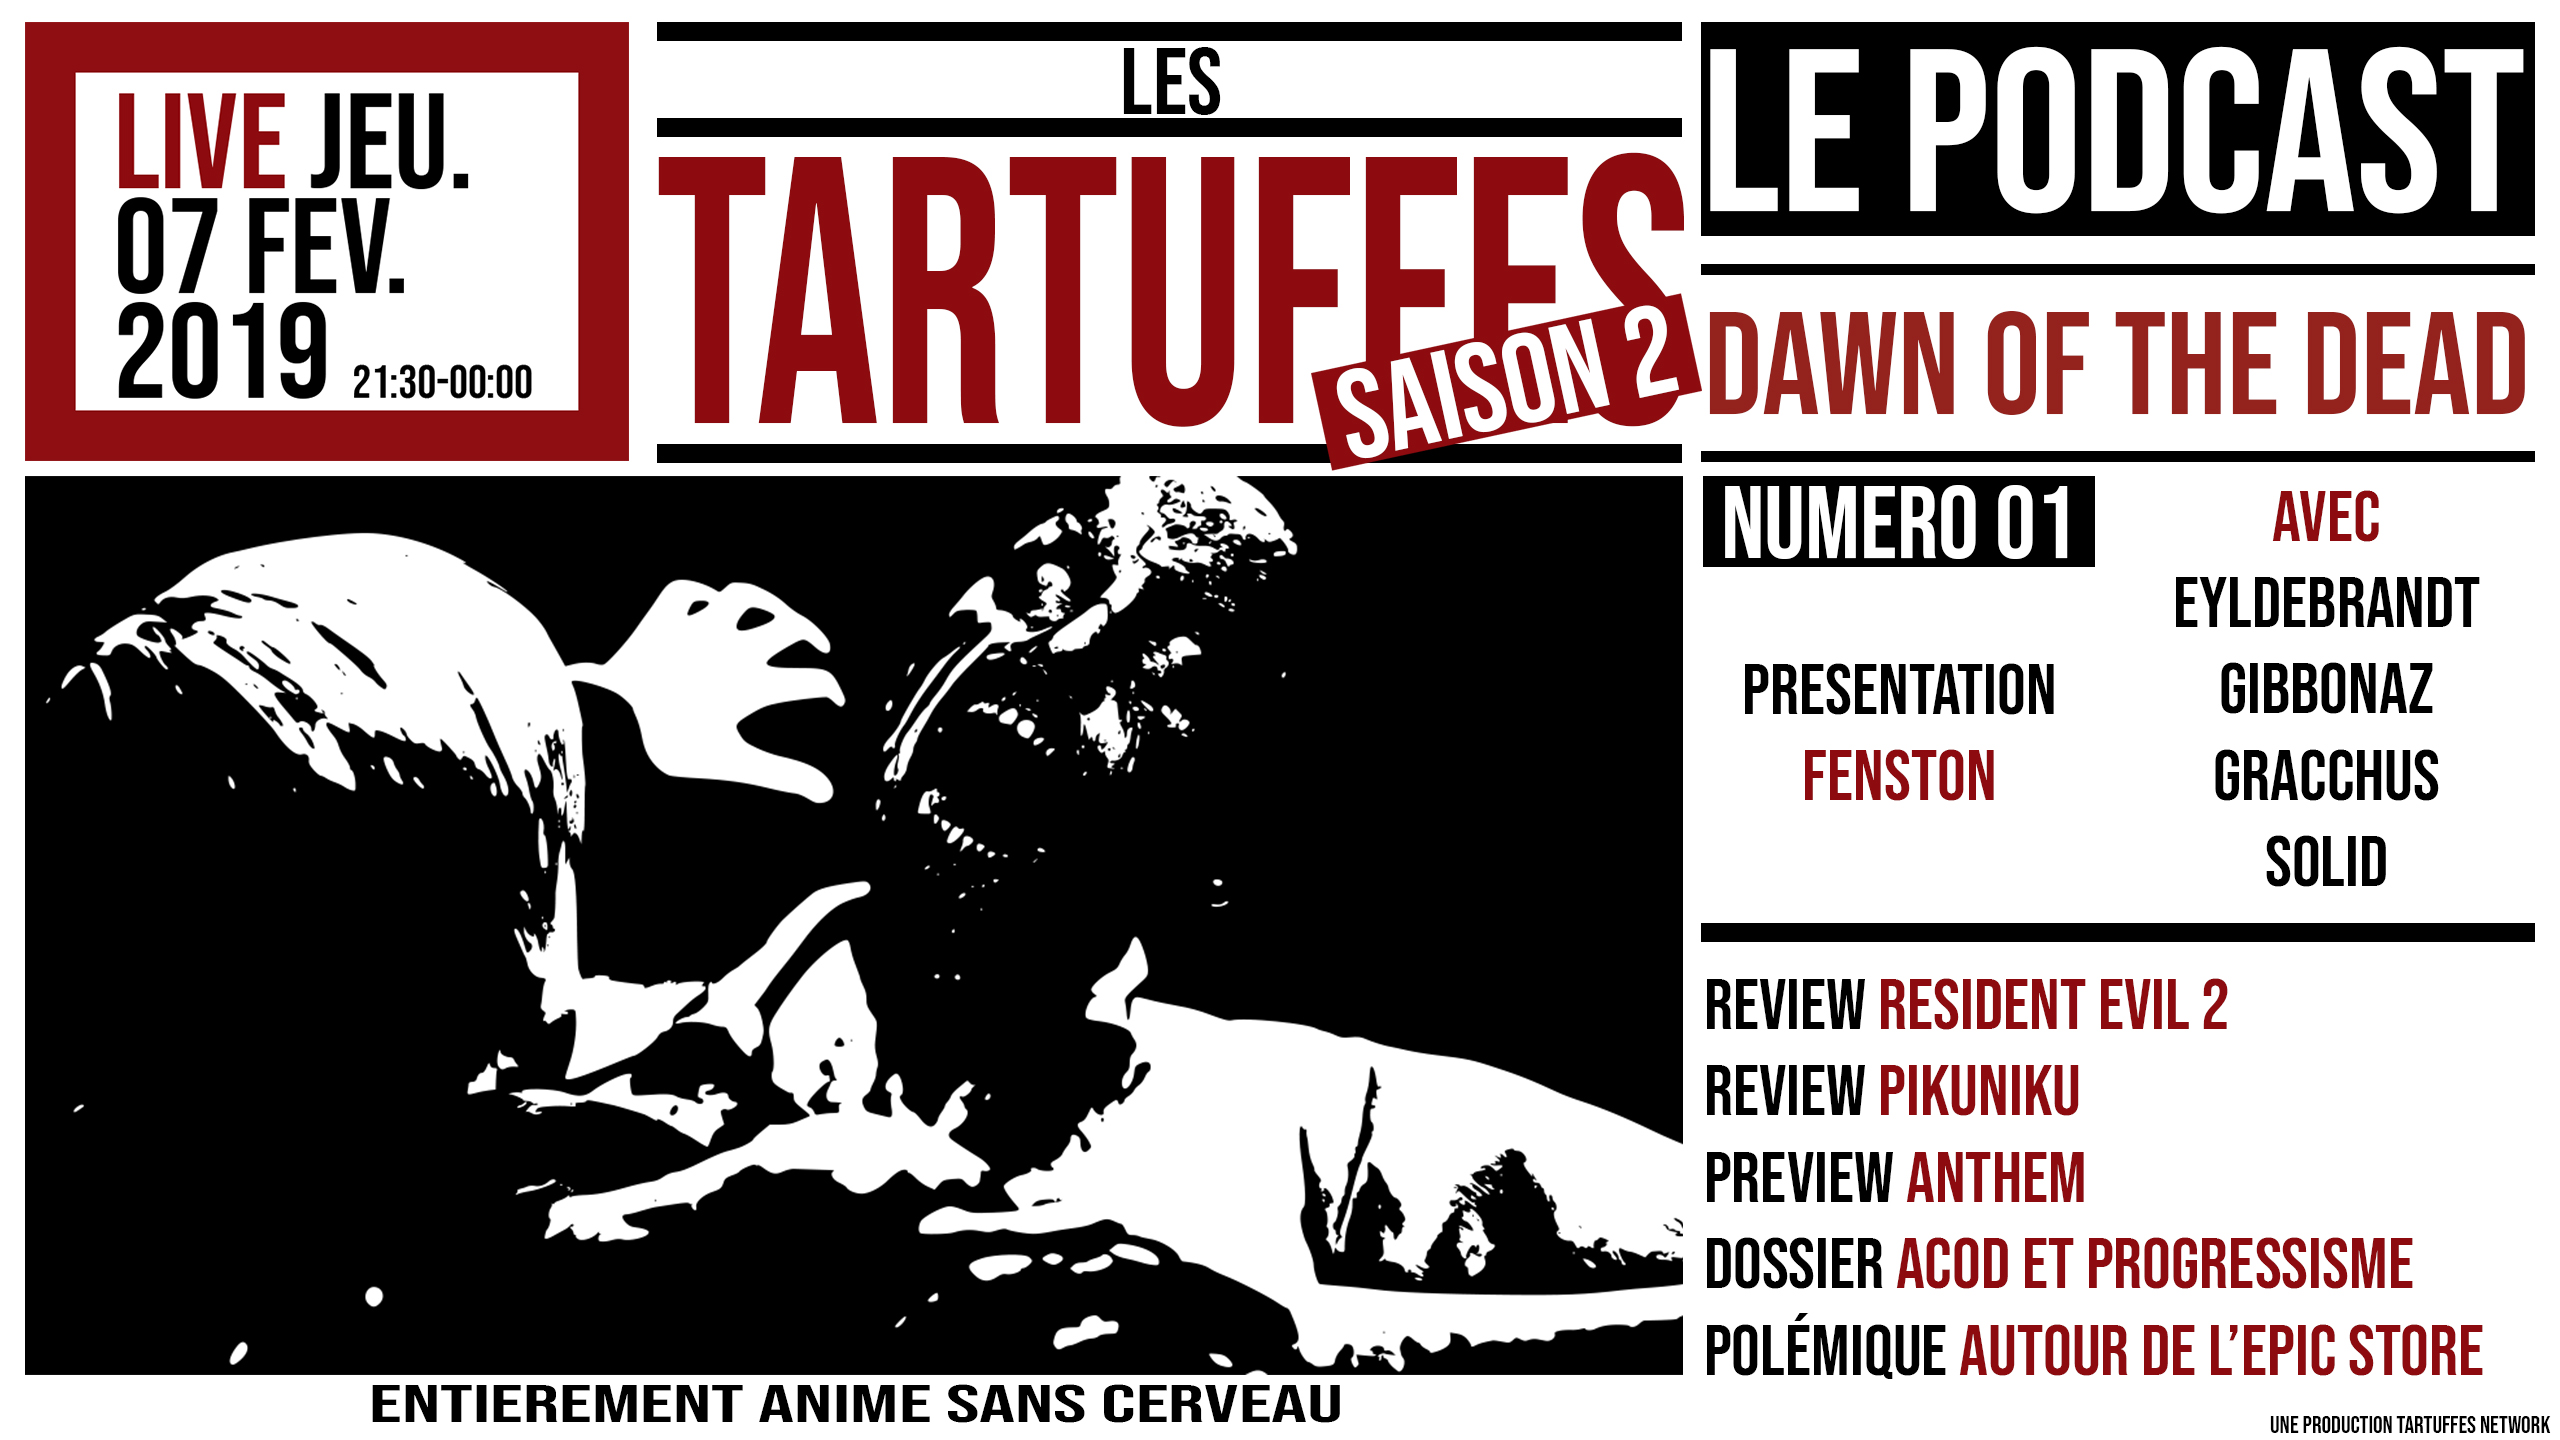 LIVE JEU.
07 FEV.
2019 21:30-00:00
LES
TARTUFFES
SAISON 2
LE PODCAST
DAWN OF THE DEAD
NUMERO 01
PRESENTATION
FENSTON
AVEC
EYLDEBRANDT
GIBBONAZ
GRACCHUS
SOLID
REVIEW RESIDENT EVIL 2
REVIEW PIKUNIKU
PREVIEW ANTHEM
DOSSIER ACOD ET PROGRESSISME
POLÉMIQUE AUTOUR DE L’EPIC STORE
ENTIEREMENT ANIME SANS CERVEAU
UNE PRODUCTION TARTUFFES NETWORK